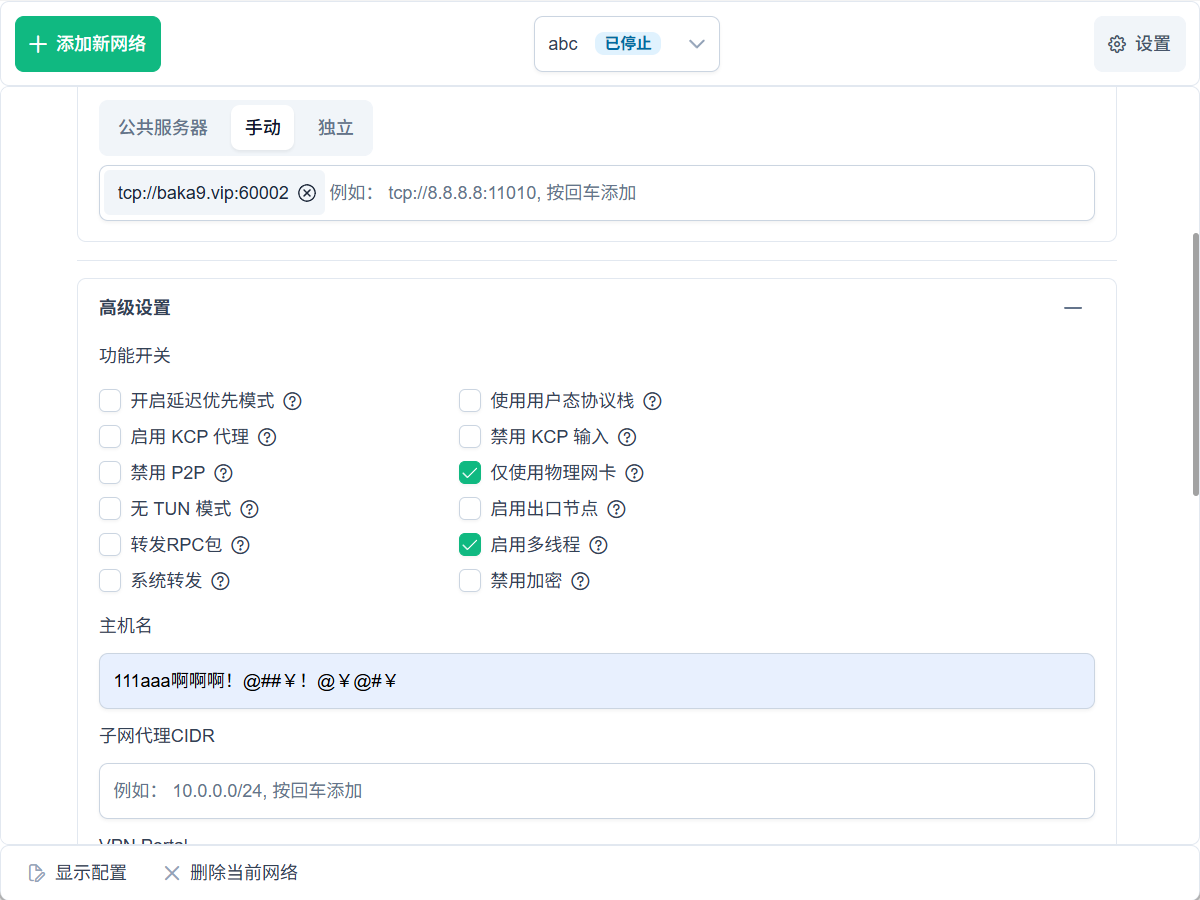 添加新网络
abc 已停止
设置
公共服务器 手动 独立
tcp://baka9.vip:60002 例如： tcp://8.8.8.8:11010, 按回车添加
高级设置
功能开关
开启延迟优先模式 使用用户态协议栈
启用 KCP 代理 禁用 KCP 输入
禁用 P2P 仅使用物理网卡
无 TUN 模式 启用出口节点
转发RPC包 启用多线程
系统转发 禁用加密
主机名
111aaa啊啊啊！@##￥！@￥@#￥
子网代理CIDR
例如： 10.0.0.0/24, 按回车添加
VPN Portal
显示配置 删除当前网络